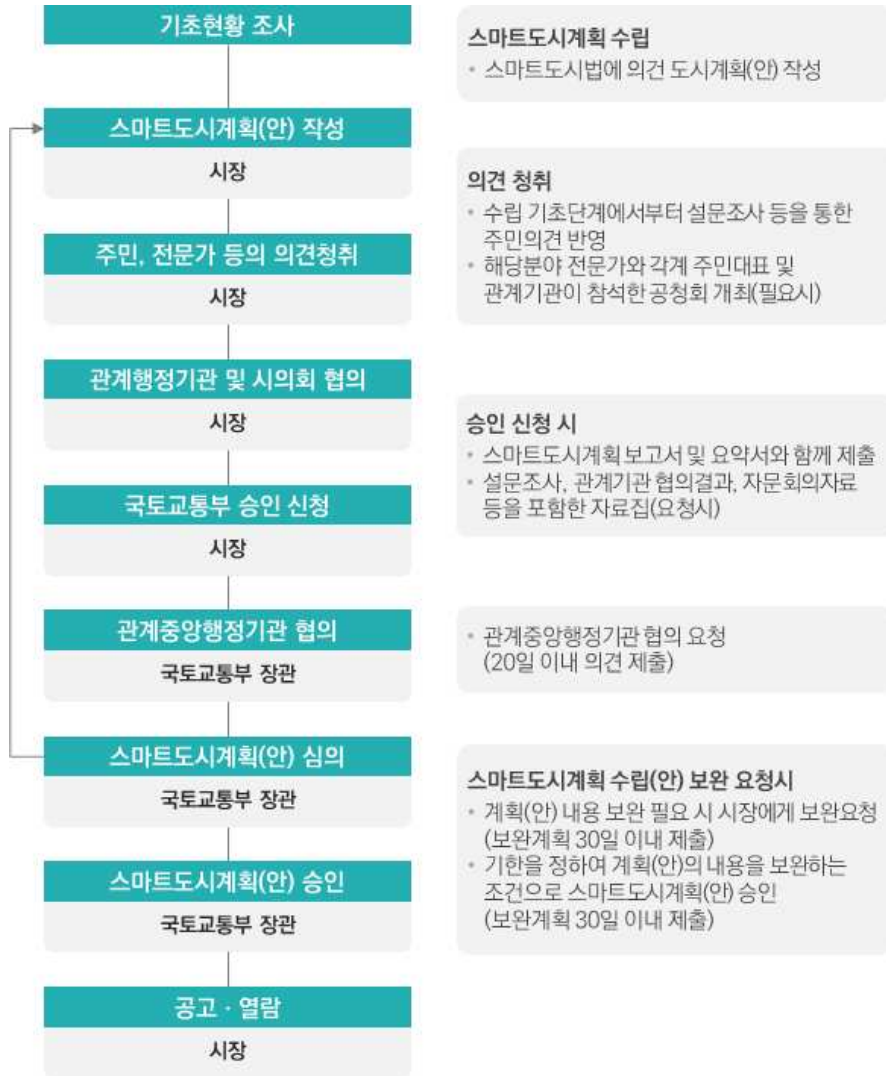 기초현황 조사
스마트도시계획 수립
• 스마트도시법에 의건 도시계획(안) 작성
스마트도시계획(안) 작성
시장
의견 청취
• 수립 기초단계에서부터 설문조사 등을 통한
주민의견 반영
• 해당분야 전문가와 각계 주민대표 및
관계기관이 참석한 공청회 개최(필요시)
주민, 전문가 등의 의견청취
시장
관계행정기관 및 시의회 협의
시장
승인 신청 시
• 스마트도시계획 보고서 및 요약서와 함께 제출
• 설문조사, 관계기관 협의결과, 자문회의자료
등을 포함한 자료집(요청시)
국토교통부 승인 신청
시장
관계중앙행정기관 협의
국토교통부 장관
• 관계중앙행정기관 협의 요청
(20일 이내 의견 제출)
스마트도시계획(안) 심의
국토교통부 장관
스마트도시계획 수립(안) 보완 요청시
• 계획(안) 내용 보완 필요 시 시장에게 보완요청
(보완계획 30일 이내 제출)
• 기한을 정하여 계획(안)의 내용을 보완하는
조건으로 스마트도시계획(안) 승인
(보완계획 30일 이내 제출)
스마트도시계획(안) 승인
국토교통부 장관
공고 · 열람
시장